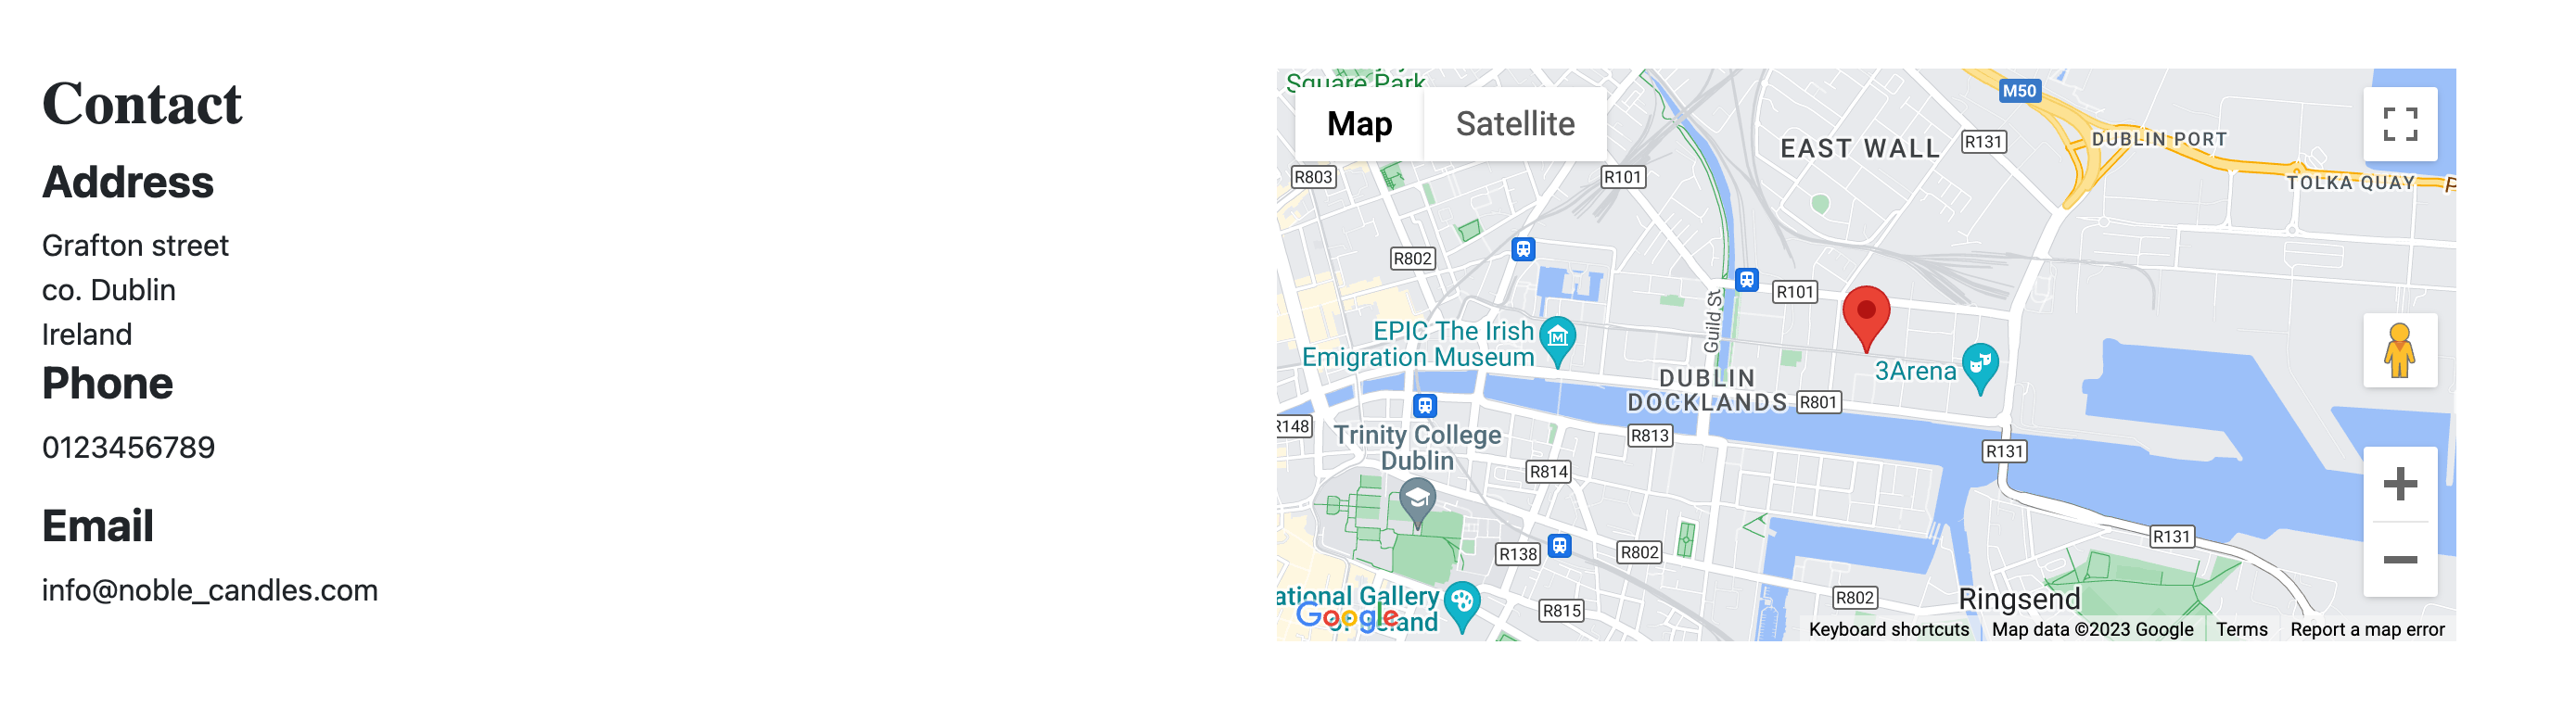 Contact
Address
Grafton street
co. Dublin
Ireland
Phone
0123456789
Email
info@noble_candles.com
Square Park
Map
Satellite
M50
EAST WALL
R131
DUBLIN PORT
TOLKA QUAY
R803
R101
R802
R101
Guild St
EPIC The Irish
Emigration Museum
3Arena
DUBLIN
DOCKLANDS
R801
R148
Trinity College
Dublin
R813
R131
R814
R138
R802
R131
ational Gallery
of Ireland
Google
R815
R802
Ringsend
Keyboard shortcuts
Map data ©2023 Google
Terms
Report a map error